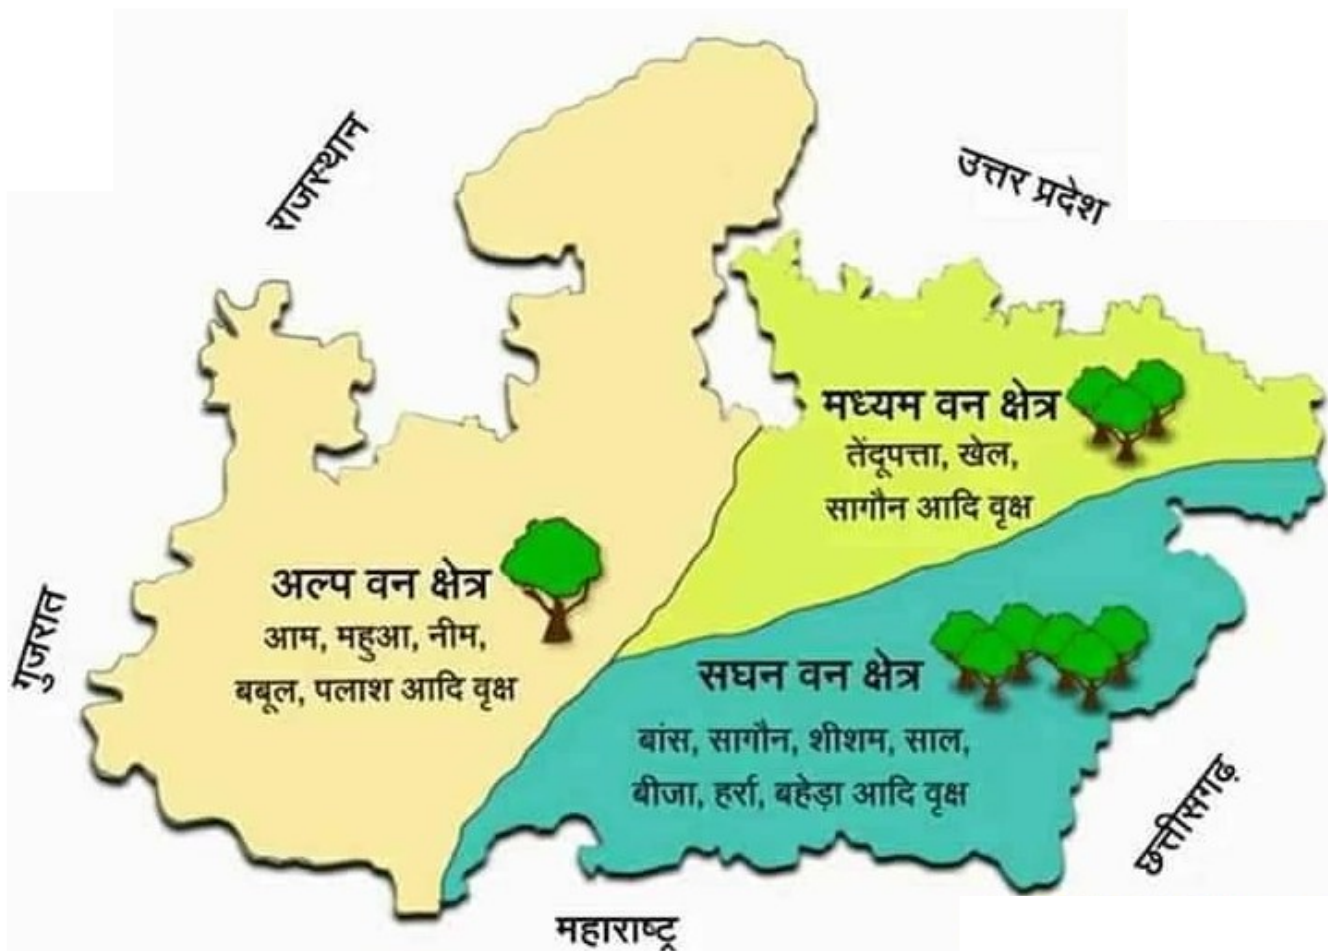 राजस्थान
उत्तर प्रदेश
मध्यम वन क्षेत्र
तेंदूपत्ता, खेल,
सागौन आदि वृक्ष
अल्प वन क्षेत्र
आम, महुआ, नीम,
बबूल, पलाश आदि वृक्ष
गुजरात
सघन वन क्षेत्र
बांस, सागौन, शीशम, साल,
बीजा, हर्रा, बहेड़ा आदि वृक्ष
छत्तीसगढ़
महाराष्ट्र